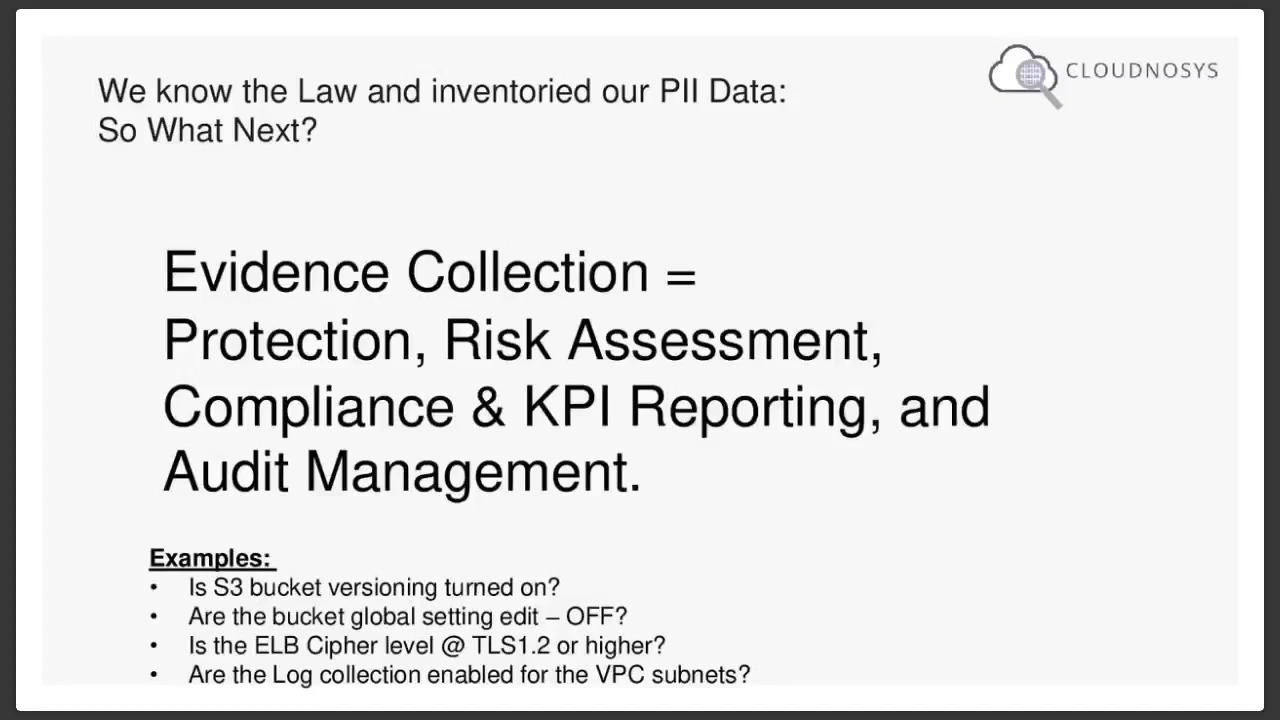 We know the Law and inventoried our PII Data:
So What Next?
CLOUDNOSYS
Evidence Collection =
Protection, Risk Assessment,
Compliance & KPI Reporting, and
Audit Management.
Examples:
• Is S3 bucket versioning turned on?
• Are the bucket global setting edit – OFF?
• Is the ELB Cipher level @ TLS1.2 or higher?
• Are the Log collection enabled for the VPC subnets?